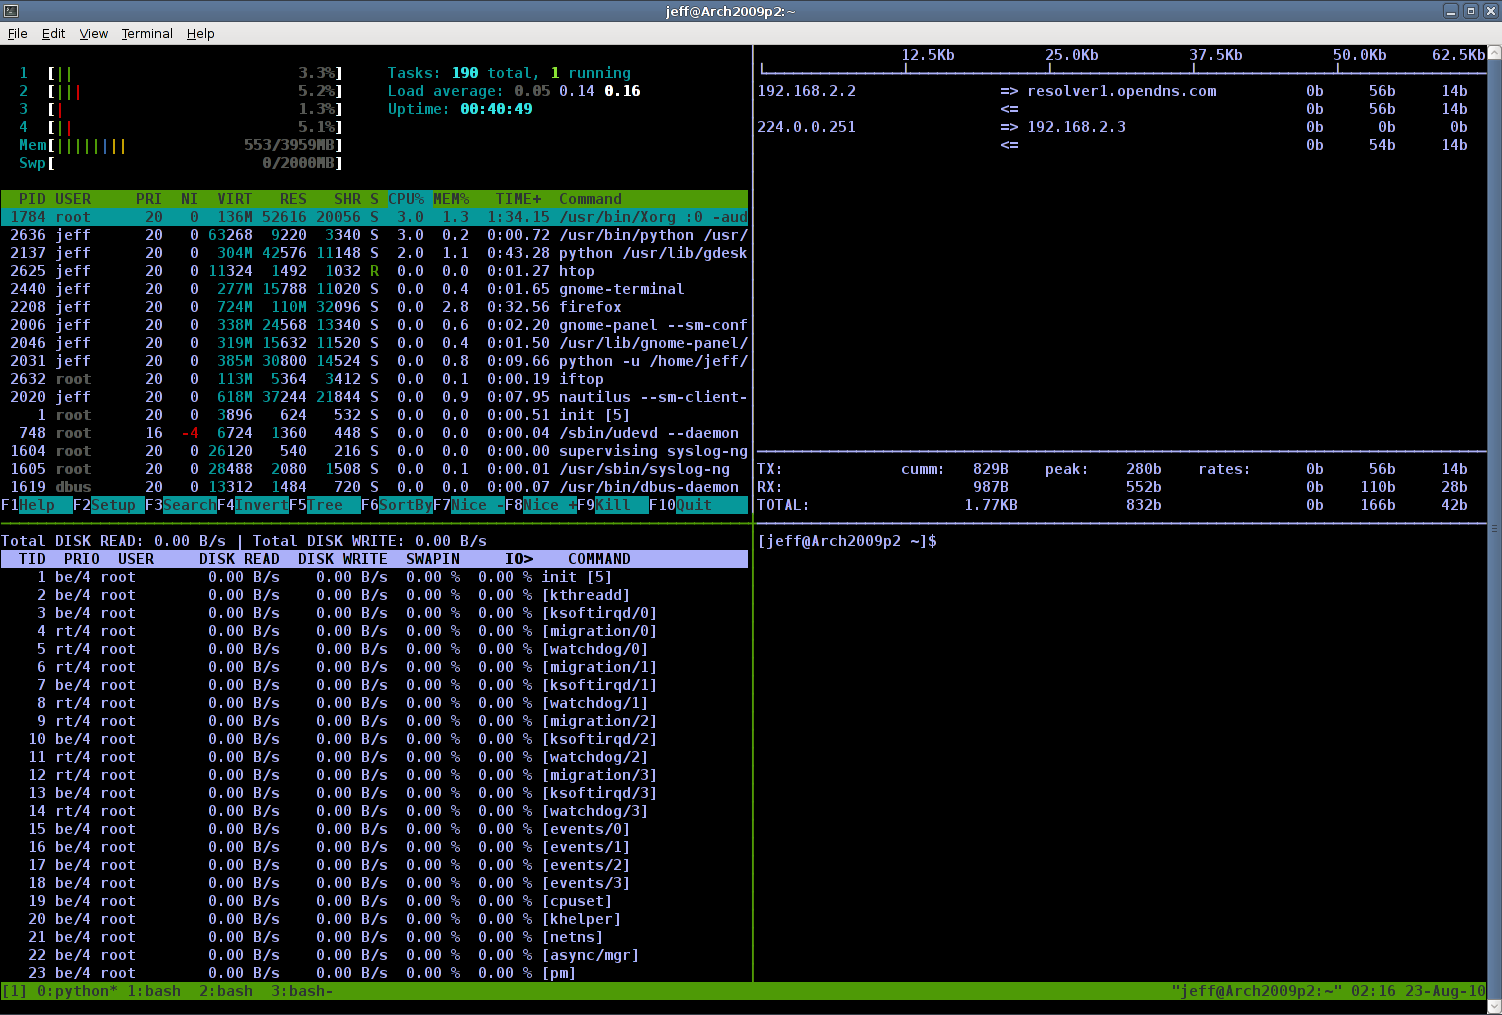 jeff@Arch2009p2:~
File Edit View Terminal Help
1 [|| 3.3%]
2 [||| 5.2%]
3 [| 1.3%]
4 [|| 5.1%]
Mem[|||||||| 553/3959MB]
Swp[ 0/2000MB]
Tasks: 190 total, 1 running
Load average: 0.05 0.14 0.16
Uptime: 00:40:49
PID USER PRI NI VIRT RES SHR S CPU% MEM% TIME+ Command
1784 root 20 0 136M 52616 20056 S 3.0 1.3 1:34.15 /usr/bin/Xorg :0 -aud
2636 jeff 20 0 63268 9220 3340 S 3.0 0.2 0:00.72 /usr/bin/python /usr/
2137 jeff 20 0 304M 42576 11148 S 2.0 1.1 0:43.28 python /usr/lib/gdesk
2625 jeff 20 0 11324 1492 1032 R 0.0 0.0 0:01.27 htop
2440 jeff 20 0 277M 15788 11020 S 0.0 0.4 0:01.65 gnome-terminal
2208 jeff 20 0 724M 110M 32096 S 0.0 2.8 0:32.56 firefox
2006 jeff 20 0 338M 24568 13340 S 0.0 0.6 0:02.20 gnome-panel --sm-conf
2046 jeff 20 0 319M 15632 11520 S 0.0 0.4 0:01.50 /usr/lib/gnome-panel/
2031 jeff 20 0 385M 30800 14524 S 0.0 0.8 0:09.66 python -u /home/jeff/
2632 root 20 0 113M 5364 3412 S 0.0 0.1 0:00.19 iftop
2020 jeff 20 0 618M 37244 21844 S 0.0 0.9 0:07.95 nautilus --sm-client-
1 root 20 0 3896 624 532 S 0.0 0.0 0:00.51 init [5]
748 root 16 -4 6724 1360 448 S 0.0 0.0 0:00.04 /sbin/udevd --daemon
1604 root 20 0 26120 540 216 S 0.0 0.0 0:00.00 supervising syslog-ng
1605 root 20 0 28488 2080 1508 S 0.0 0.1 0:00.01 /usr/sbin/syslog-ng
1619 dbus 20 0 13312 1484 720 S 0.0 0.0 0:00.07 /usr/bin/dbus-daemon
F1Help F2Setup F3SearchF4InvertF5Tree F6SortByF7Nice -F8Nice +F9Kill F10Quit
12.5Kb 25.0Kb 37.5Kb 50.0Kb 62.5Kb
192.168.2.2 => resolver1.opendns.com 0b 56b 14b
<= 0b 56b 14b
224.0.0.251 => 192.168.2.3 0b 0b 0b
<= 0b 54b 14b
TX: cumm: 829B peak: 280b rates: 0b 56b 14b
RX: 987B 552b 0b 110b 28b
TOTAL: 1.77KB 832b 0b 166b 42b
Total DISK READ: 0.00 B/s | Total DISK WRITE: 0.00 B/s
TID PRIO USER DISK READ DISK WRITE SWAPIN IO> COMMAND
1 be/4 root 0.00 B/s 0.00 B/s 0.00 % 0.00 % init [5]
2 be/4 root 0.00 B/s 0.00 B/s 0.00 % 0.00 % [kthreadd]
3 be/4 root 0.00 B/s 0.00 B/s 0.00 % 0.00 % [ksoftirqd/0]
4 rt/4 root 0.00 B/s 0.00 B/s 0.00 % 0.00 % [migration/0]
5 rt/4 root 0.00 B/s 0.00 B/s 0.00 % 0.00 % [watchdog/0]
6 rt/4 root 0.00 B/s 0.00 B/s 0.00 % 0.00 % [migration/1]
7 be/4 root 0.00 B/s 0.00 B/s 0.00 % 0.00 % [ksoftirqd/1]
8 rt/4 root 0.00 B/s 0.00 B/s 0.00 % 0.00 % [watchdog/1]
9 rt/4 root 0.00 B/s 0.00 B/s 0.00 % 0.00 % [migration/2]
10 be/4 root 0.00 B/s 0.00 B/s 0.00 % 0.00 % [ksoftirqd/2]
11 rt/4 root 0.00 B/s 0.00 B/s 0.00 % 0.00 % [watchdog/2]
12 rt/4 root 0.00 B/s 0.00 B/s 0.00 % 0.00 % [migration/3]
13 be/4 root 0.00 B/s 0.00 B/s 0.00 % 0.00 % [ksoftirqd/3]
14 rt/4 root 0.00 B/s 0.00 B/s 0.00 % 0.00 % [watchdog/3]
15 be/4 root 0.00 B/s 0.00 B/s 0.00 % 0.00 % [events/0]
16 be/4 root 0.00 B/s 0.00 B/s 0.00 % 0.00 % [events/1]
17 be/4 root 0.00 B/s 0.00 B/s 0.00 % 0.00 % [events/2]
18 be/4 root 0.00 B/s 0.00 B/s 0.00 % 0.00 % [events/3]
19 be/4 root 0.00 B/s 0.00 B/s 0.00 % 0.00 % [cpuset]
20 be/4 root 0.00 B/s 0.00 B/s 0.00 % 0.00 % [khelper]
21 be/4 root 0.00 B/s 0.00 B/s 0.00 % 0.00 % [netns]
22 be/4 root 0.00 B/s 0.00 B/s 0.00 % 0.00 % [async/mgr]
23 be/4 root 0.00 B/s 0.00 B/s 0.00 % 0.00 % [pm]
[jeff@Arch2009p2 ~]$
[1] 0:python* 1:bash 2:bash 3:bash- "jeff@Arch2009p2:~" 02:16 23-Aug-10